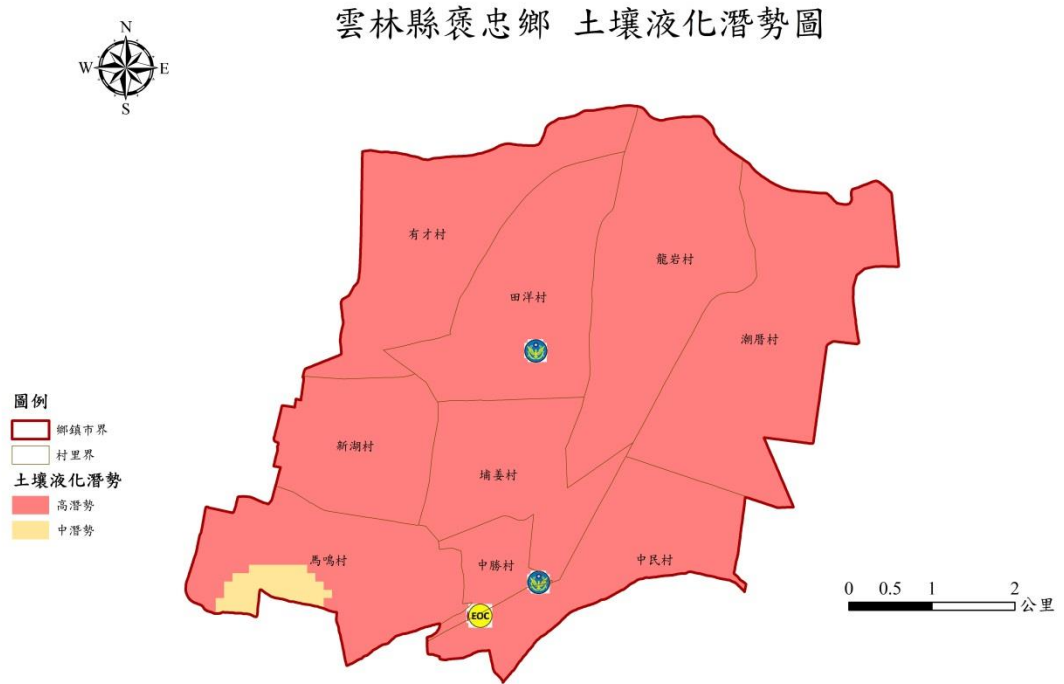 雲林縣褒忠鄉 土壤液化潛勢圖
N
W
E
S
有才村
龍岩村
田洋村
潮厝村
新湖村
埔姜村
馬鳴村
中勝村
中民村
EOC
圖例
鄉鎮市界
村里界
土壤液化潛勢
高潛勢
中潛勢
0 0.5 1 2
公里